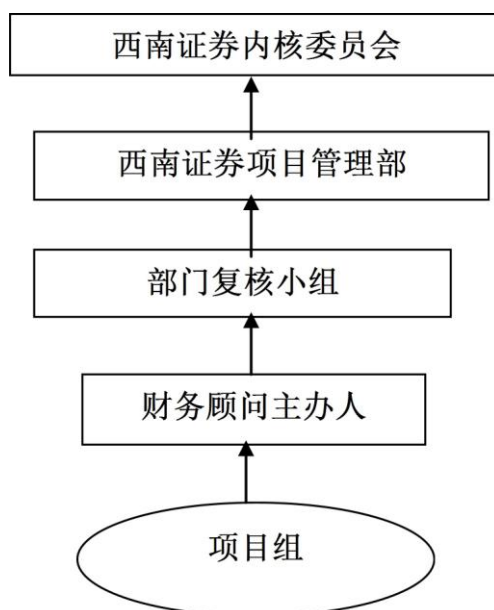 西南证券内核委员会
西南证券项目管理部
部门复核小组
财务顾问主办人
项目组